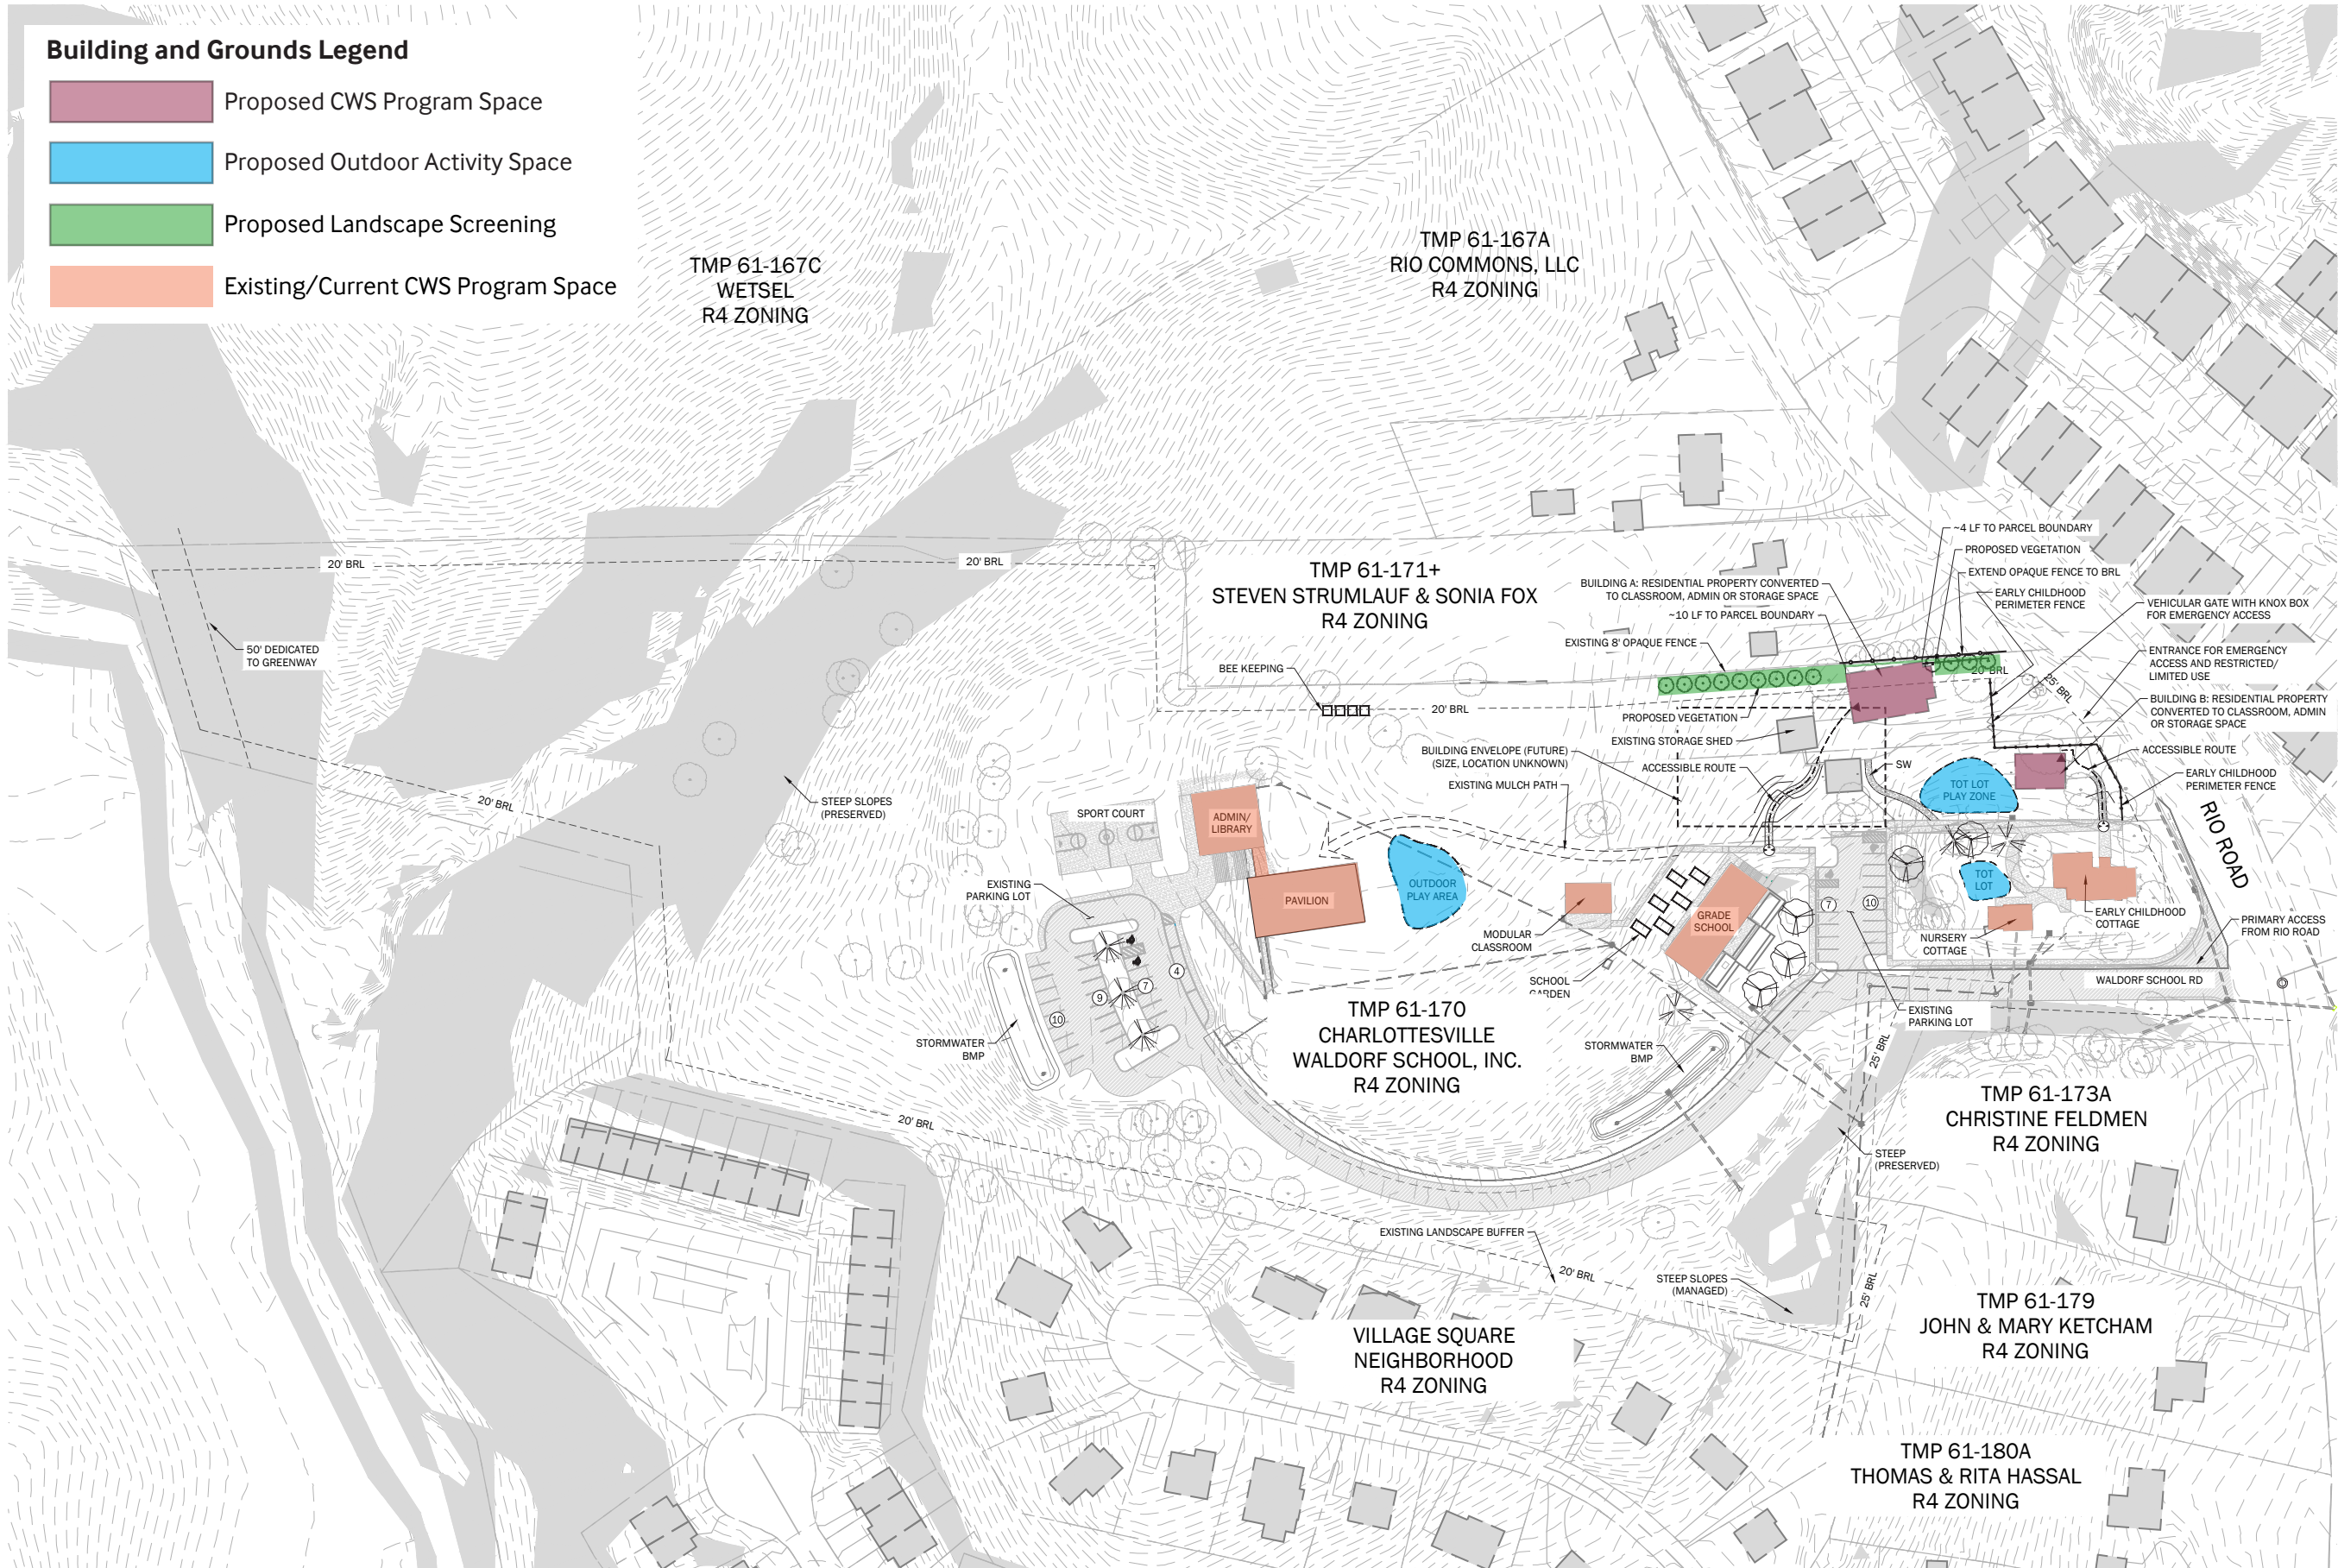 Building and Grounds Legend
Proposed CWS Program Space
Proposed Outdoor Activity Space
Proposed Landscape Screening
Existing/Current CWS Program Space
TMP 61-167C
WETSEL
R4 ZONING
TMP 61-167A
RIO COMMONS, LLC
R4 ZONING
TMP 61-171+
STEVEN STRUMLAUF & SONIA FOX
R4 ZONING
20' BRL
20' BRL
50' DEDICATED
TO GREENWAY
~4 LF TO PARCEL BOUNDARY
PROPOSED VEGETATION
EXTEND OPAQUE FENCE TO BRL
EARLY CHILDHOOD
PERIMETER FENCE
BUILDING A: RESIDENTIAL PROPERTY CONVERTED
TO CLASSROOM, ADMIN OR STORAGE SPACE
~10 LF TO PARCEL BOUNDARY
EXISTING 8' OPAQUE FENCE
VEHICULAR GATE WITH KNOX BOX
FOR EMERGENCY ACCESS
ENTRANCE FOR EMERGENCY
ACCESS AND RESTRICTED/
LIMITED USE
BEE KEEPING
20' BRL
20' BRL
25' BRL
BUILDING B: RESIDENTIAL PROPERTY
CONVERTED TO CLASSROOM, ADMIN
OR STORAGE SPACE
PROPOSED VEGETATION
EXISTING STORAGE SHED
BUILDING ENVELOPE (FUTURE)
(SIZE, LOCATION UNKNOWN)
ACCESSIBLE ROUTE
EXISTING MULCH PATH
SW
ACCESSIBLE ROUTE
EARLY CHILDHOOD
PERIMETER FENCE
TOT LOT
PLAY ZONE
RIO ROAD
20' BRL
STEEP SLOPES
(PRESERVED)
SPORT COURT
ADMIN/
LIBRARY
EXISTING
PARKING LOT
PAVILION
OUTDOOR
PLAY AREA
MODULAR
CLASSROOM
SCHOOL
GARDEN
GRADE
SCHOOL
7
10
TOT
LOT
NURSERY
COTTAGE
EARLY CHILDHOOD
COTTAGE
PRIMARY ACCESS
FROM RIO ROAD
WALDORF SCHOOL RD
EXISTING
PARKING LOT
4
7
9
10
STORMWATER
BMP
TMP 61-170
CHARLOTTESVILLE
WALDORF SCHOOL, INC.
R4 ZONING
STORMWATER
BMP
25' BRL
TMP 61-173A
CHRISTINE FELDMEN
R4 ZONING
STEEP
(PRESERVED)
20' BRL
EXISTING LANDSCAPE BUFFER
20' BRL
STEEP SLOPES
(MANAGED)
25' BRL
VILLAGE SQUARE
NEIGHBORHOOD
R4 ZONING
TMP 61-179
JOHN & MARY KETCHAM
R4 ZONING
TMP 61-180A
THOMAS & RITA HASSAL
R4 ZONING